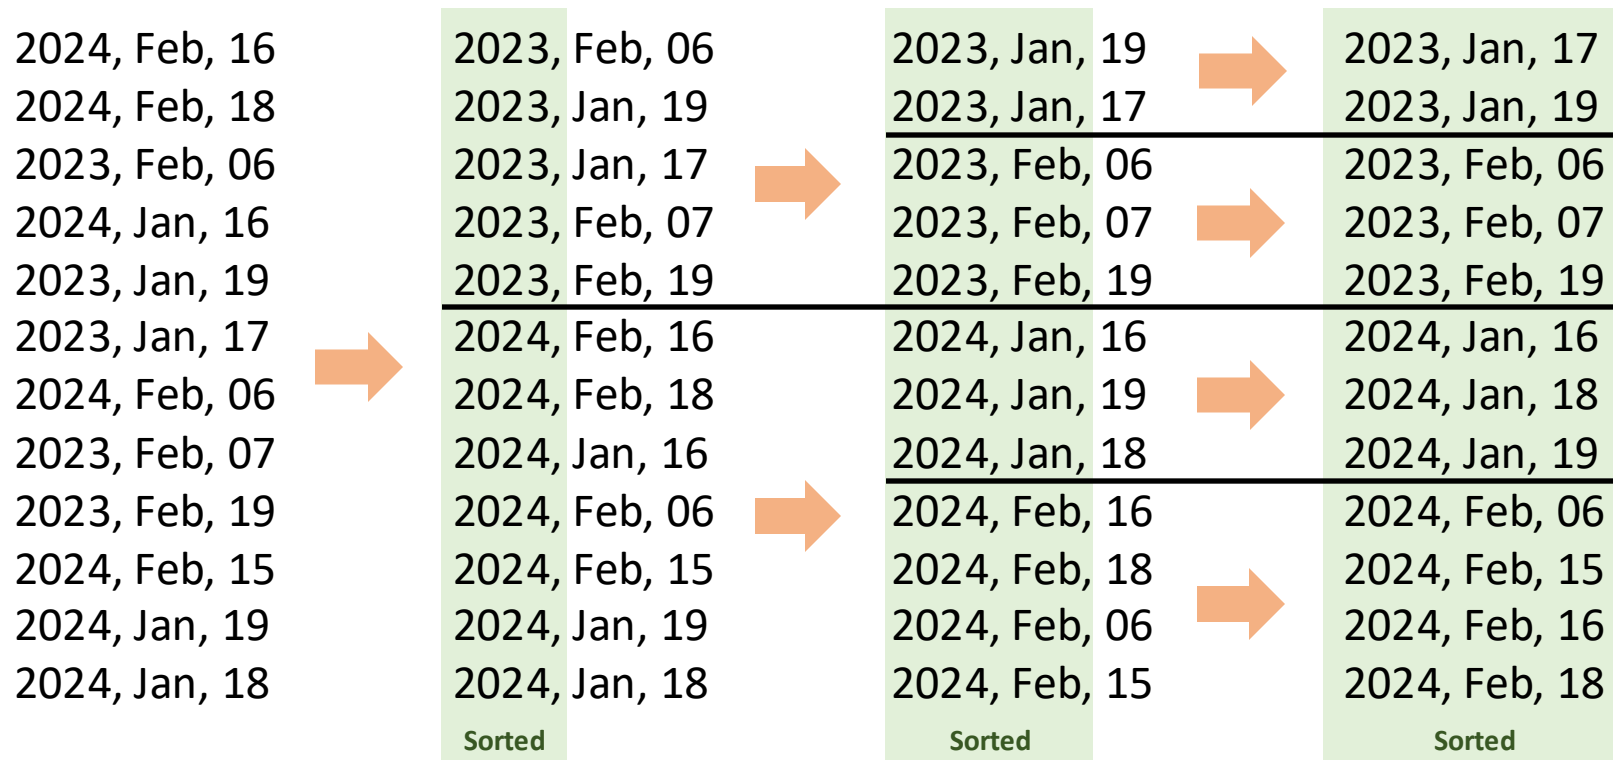 2024, Feb, 16
2024, Feb, 18
2023, Feb, 06
2024, Jan, 16
2023, Jan, 19
2023, Jan, 17
2024, Feb, 06
2023, Feb, 07
2023, Feb, 19
2024, Feb, 15
2024, Jan, 19
2024, Jan, 18
2023, Feb, 06
2023, Jan, 19
2023, Jan, 17
2023, Feb, 07
2023, Feb, 19
2024, Feb, 16
2024, Feb, 18
2024, Jan, 16
2024, Feb, 06
2024, Feb, 15
2024, Jan, 19
2024, Jan, 18
Sorted
2023, Jan, 19
2023, Jan, 17
2023, Feb, 06
2023, Feb, 07
2023, Feb, 19
2024, Jan, 16
2024, Jan, 19
2024, Jan, 18
2024, Feb, 16
2024, Feb, 18
2024, Feb, 06
2024, Feb, 15
Sorted
2023, Jan, 17
2023, Jan, 19
2023, Feb, 06
2023, Feb, 07
2023, Feb, 19
2024, Jan, 16
2024, Jan, 18
2024, Jan, 19
2024, Feb, 06
2024, Feb, 15
2024, Feb, 16
2024, Feb, 18
Sorted